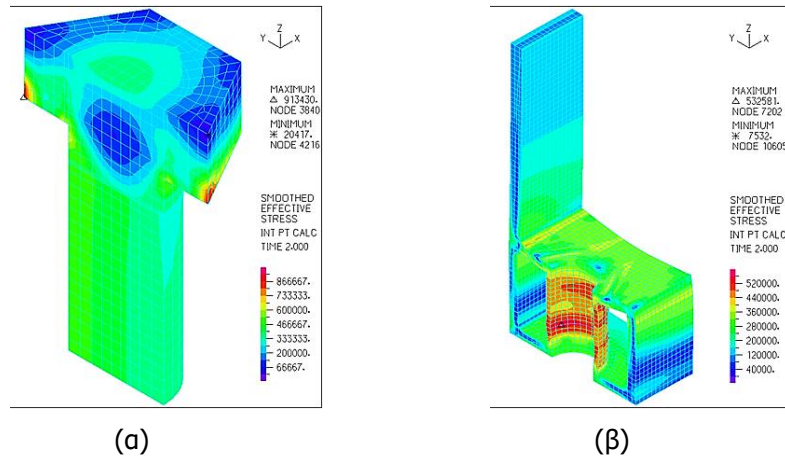 Z
Y X
MAXIMUM
△ 913430.
NODE 3840
MINIMUM
✳ 20417.
NODE 4216
SMOOTHED
EFFECTIVE
STRESS
INT PT CALC
TIME 2.000
866667.
733333.
600000.
466667.
333333.
200000.
66667.
(α)
Z
Y X
MAXIMUM
△ 532581.
NODE 7202
MINIMUM
✳ 7532.
NODE 10605
SMOOTHED
EFFECTIVE
STRESS
INT PT CALC
TIME 2.000
520000.
440000.
360000.
280000.
200000.
120000.
40000.
(β)